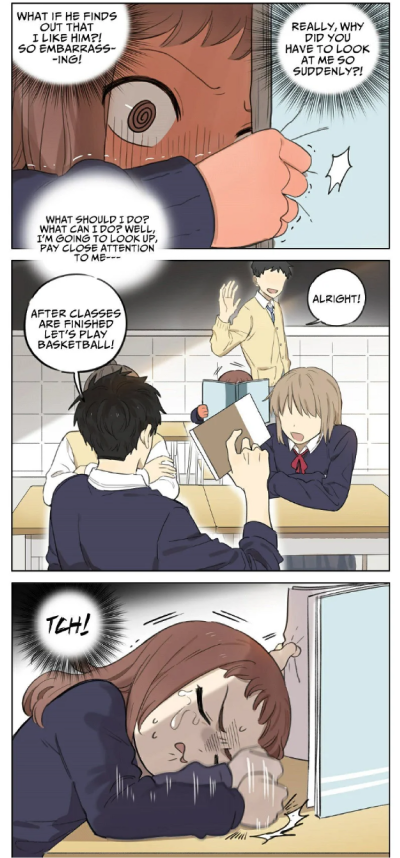 WHAT IF HE FINDS
OUT THAT
I LIKE HIM?!
SO EMBARRASS-
-ING!
REALLY, WHY
DID YOU
HAVE TO LOOK
AT ME SO
SUDDENLY?!
WHAT SHOULD I DO?
WHAT CAN I DO? WELL,
I'M GOING TO LOOK UP,
PAY CLOSE ATTENTION
TO ME---
ALRIGHT!
AFTER CLASSES
ARE FINISHED
LET'S PLAY
BASKETBALL!
TCH!